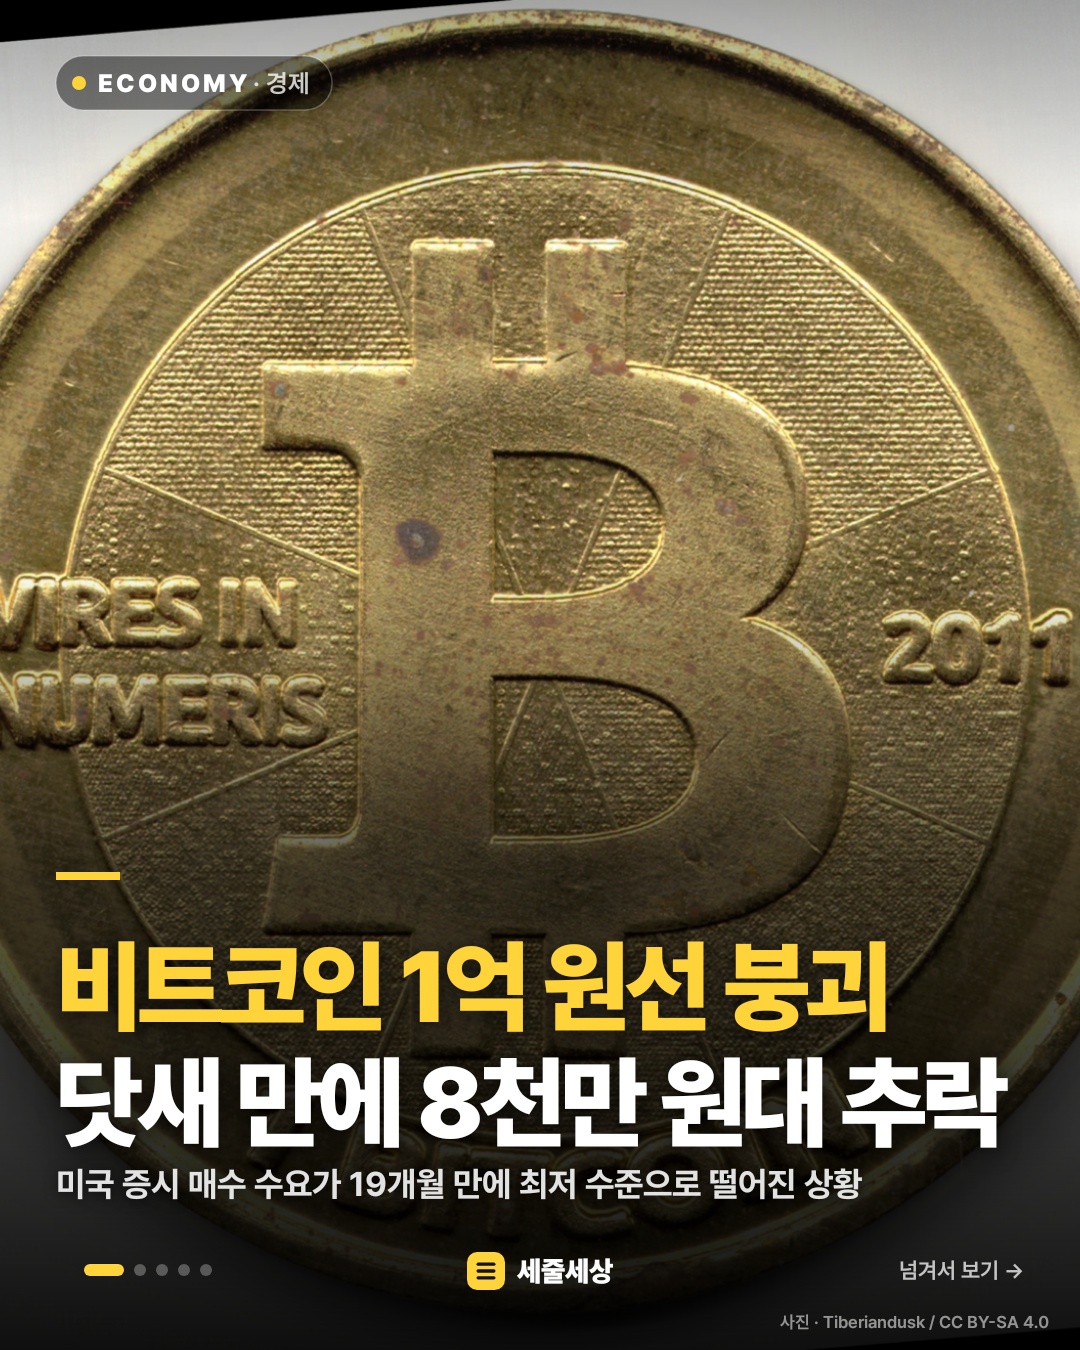 ECONOMY · 경제
VIRES IN
NUMERIS
2011
비트코인 1억 원선 붕괴
닷새 만에 8천만 원대 추락
BITCOIN
미국 증시 매수 수요가 19개월 만에 최저 수준으로 떨어진 상황
세줄세상
넘겨서 보기 →
사진 · Tiberiandusk / CC BY-SA 4.0